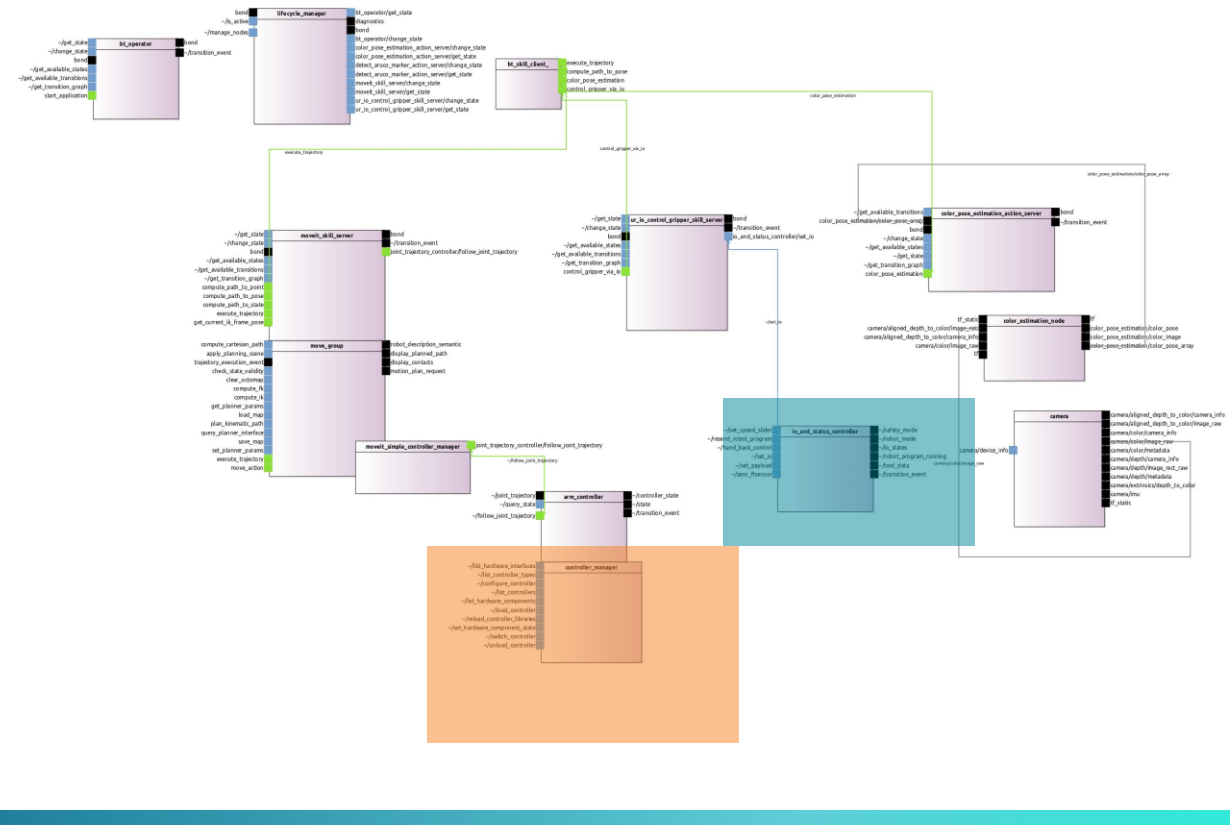 bond
~/is_active
~/manage_nodes
lifecycle_manager
bt_operator/get_state
diagnostics
bond
bt_operator/change_state
color_pose_estimation_action_server/change_state
color_pose_estimation_action_server/get_state
detect_aruco_marker_action_server/change_state
detect_aruco_marker_action_server/get_state
moveit_skill_server/change_state
moveit_skill_server/get_state
ur_io_control_gripper_skill_server/change_state
ur_io_control_gripper_skill_server/get_state
~/get_state
~/change_state
bond
~/get_available_states
~/get_available_transitions
~/get_transition_graph
start_application
bt_operator
bond
~/transition_event
bt_skill_client_
execute_trajectory
compute_path_to_pose
color_pose_estimation
control_gripper_via_io
color_pose_estimation
execute_trajectory
control_gripper_via_io
color_pose_estimation/color_pose_array
~/get_state
~/change_state
bond
~/get_available_states
~/get_available_transitions
~/get_transition_graph
compute_path_to_point
compute_path_to_pose
compute_path_to_state
execute_trajectory
get_current_ik_frame_pose
moveit_skill_server
bond
~/transition_event
joint_trajectory_controller/follow_joint_trajectory
~/get_state
~/change_state
bond
~/get_available_states
~/get_available_transitions
~/get_transition_graph
control_gripper_via_io
ur_io_control_gripper_skill_server
bond
~/transition_event
io_and_status_controller/set_io
~/set_io
~/get_available_transitions
color_pose_estimation/color_pose_array
bond
~/change_state
~/get_available_states
~/get_state
~/get_transition_graph
color_pose_estimation
color_pose_estimation_action_server
bond
~/transition_event
tf_static
camera/aligned_depth_to_color/image_raw
camera/aligned_depth_to_color/camera_info
camera/color/image_raw
tf
color_estimation_node
tf
color_pose_estimation/color_pose
color_pose_estimation/color_image
color_pose_estimation/color_pose_array
compute_cartesian_path
apply_planning_scene
trajectory_execution_event
check_state_validity
clear_octomap
compute_fk
compute_ik
get_planner_params
load_map
plan_kinematic_path
query_planner_interface
save_map
set_planner_params
execute_trajectory
move_action
move_group
robot_description_semantic
display_planned_path
display_contacts
motion_plan_request
moveit_simple_controller_manager
joint_trajectory_controller/follow_joint_trajectory
~/follow_joint_trajectory
~/set_speed_slider
~/resend_robot_program
~/hand_back_control
~/set_io
~/set_payload
~/zero_ftsensor
io_and_status_controller
~/safety_mode
~/robot_mode
~/io_states
~/robot_program_running
~/tool_data
~/transition_event
camera/color/image_raw
camera/device_info
camera
camera/aligned_depth_to_color/camera_info
camera/aligned_depth_to_color/image_raw
camera/color/camera_info
camera/color/image_raw
camera/color/metadata
camera/depth/camera_info
camera/depth/image_rect_raw
camera/depth/metadata
camera/extrinsics/depth_to_color
camera/imu
tf_static
~/joint_trajectory
~/query_state
~/follow_joint_trajectory
arm_controller
~/controller_state
~/state
~/transition_event
~/list_hardware_interfaces
~/list_controller_types
~/configure_controller
~/list_controllers
~/list_hardware_components
~/load_controller
~/reload_controller_libraries
~/set_hardware_component_state
~/switch_controller
~/unload_controller
controller_manager